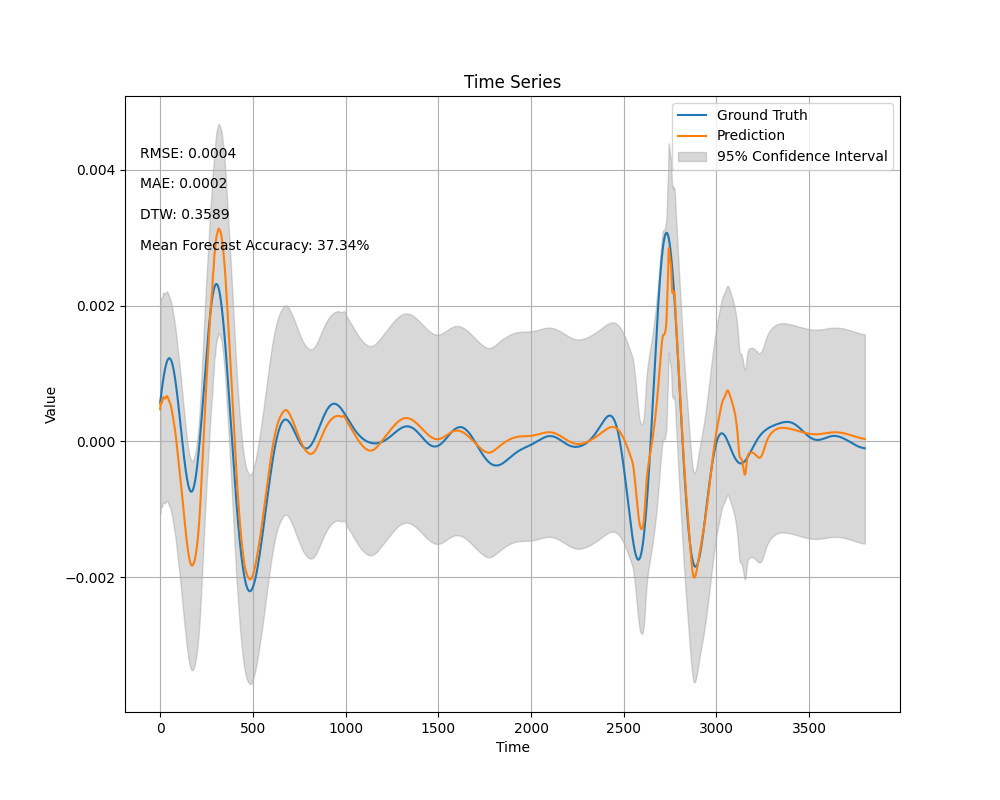 Time Series
Ground Truth
Prediction
95% Confidence Interval
RMSE: 0.0004
MAE: 0.0002
DTW: 0.3589
Mean Forecast Accuracy: 37.34%
Value
0.004
0.002
0.000
−0.002
0 500 1000 1500 2000 2500 3000 3500
Time